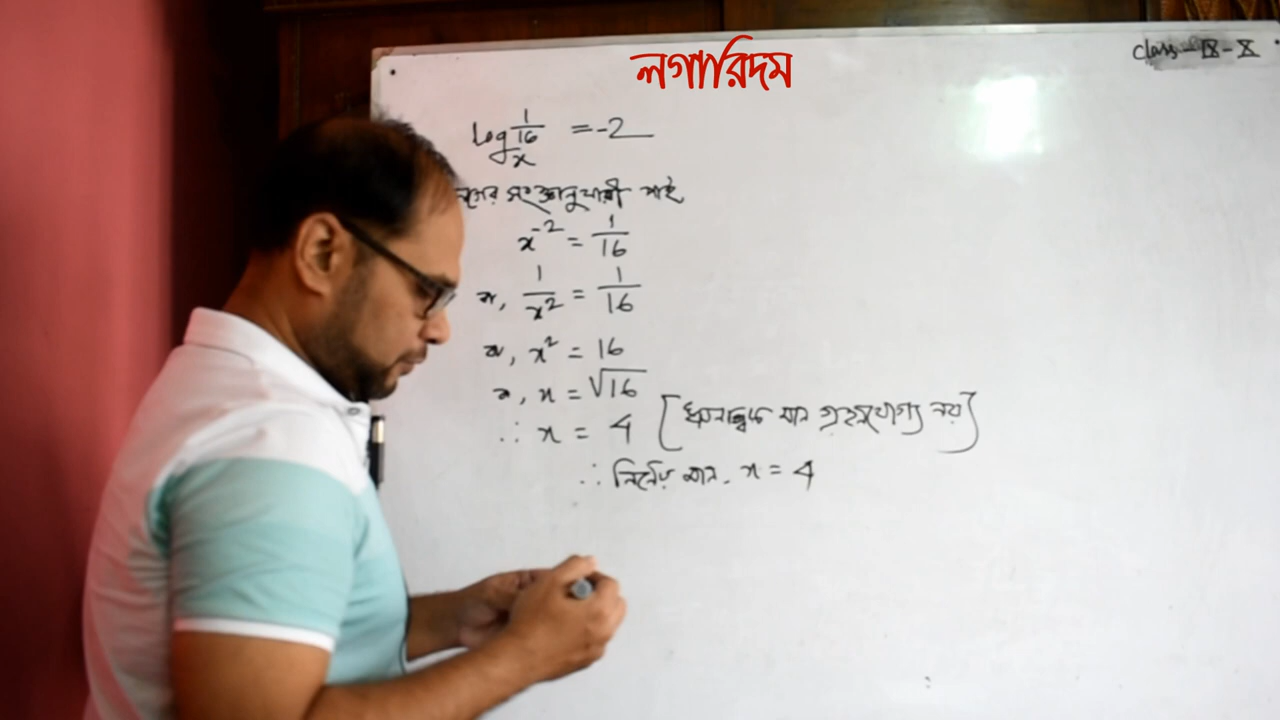 লগারিদম
Class - IX - X
log 1/16 x = -2
লগের সংজ্ঞানুযায়ী পাই
x⁻² = 1/16
বা, 1/x² = 1/16
বা, x² = 16
বা, x = √16
∴ x = 4 [ঋণাত্মক মান গ্রহণযোগ্য নয়]
∴ নির্ণেয় মান, x = 4